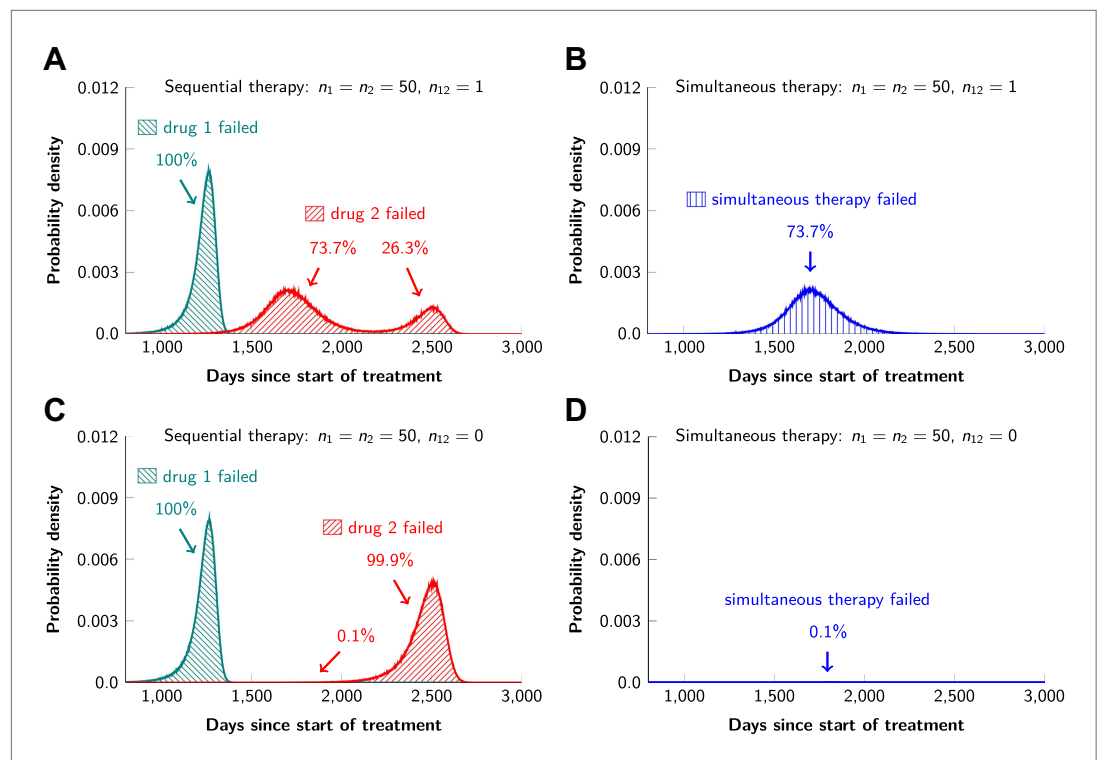 A
Sequential therapy: n₁ = n₂ = 50, n₁₂ = 1
0.012
0.009
0.006
0.003
0.0
Probability density
drug 1 failed
100%
drug 2 failed
73.7% 26.3%
1,000 1,500 2,000 2,500 3,000
Days since start of treatment
B
Simultaneous therapy: n₁ = n₂ = 50, n₁₂ = 1
0.012
0.009
0.006
0.003
0.0
Probability density
simultaneous therapy failed
73.7%
1,000 1,500 2,000 2,500 3,000
Days since start of treatment
C
Sequential therapy: n₁ = n₂ = 50, n₁₂ = 0
0.012
0.009
0.006
0.003
0.0
Probability density
drug 1 failed
100%
drug 2 failed
99.9%
0.1%
1,000 1,500 2,000 2,500 3,000
Days since start of treatment
D
Simultaneous therapy: n₁ = n₂ = 50, n₁₂ = 0
0.012
0.009
0.006
0.003
0.0
Probability density
simultaneous therapy failed
0.1%
1,000 1,500 2,000 2,500 3,000
Days since start of treatment